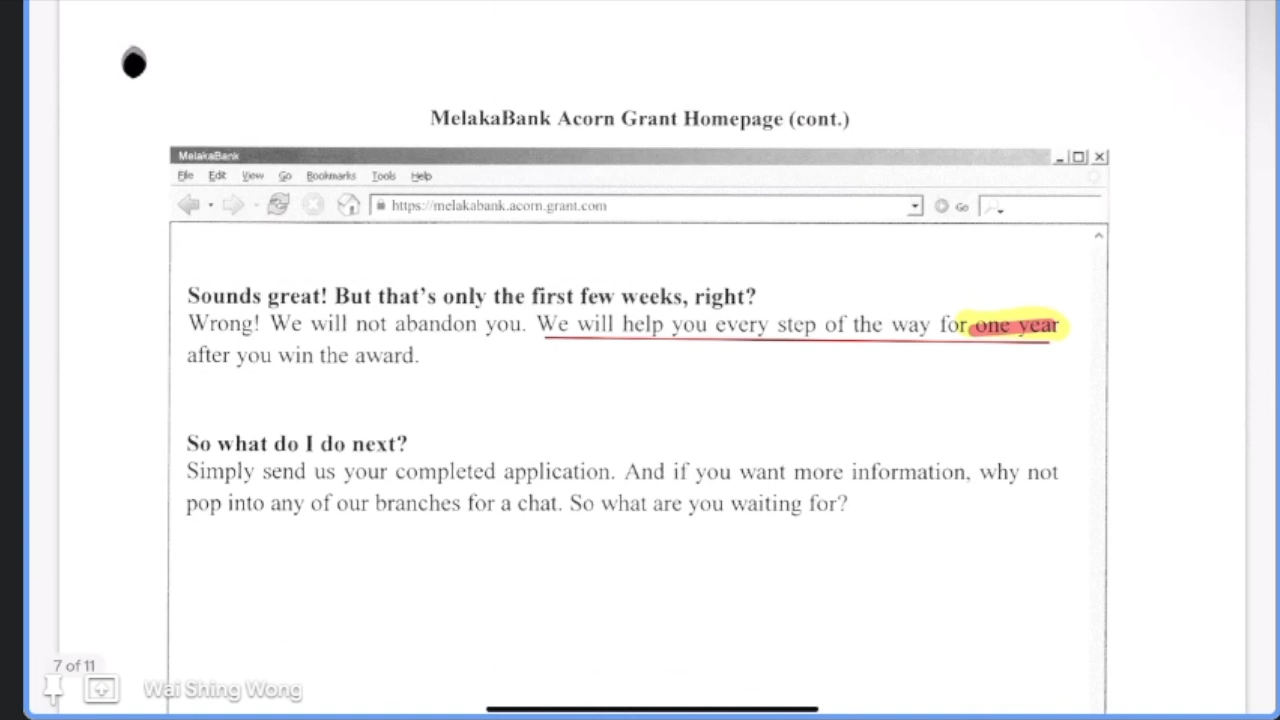 MelakaBank Acorn Grant Homepage (cont.)
MelakaBank
File Edit View Go Bookmarks Tools Help
https://melakabank.acorn.grant.com
Go
Sounds great! But that's only the first few weeks, right?
Wrong! We will not abandon you. We will help you every step of the way for one year
after you win the award.
So what do I do next?
Simply send us your completed application. And if you want more information, why not
pop into any of our branches for a chat. So what are you waiting for?
7 of 11
Wai Shing Wong